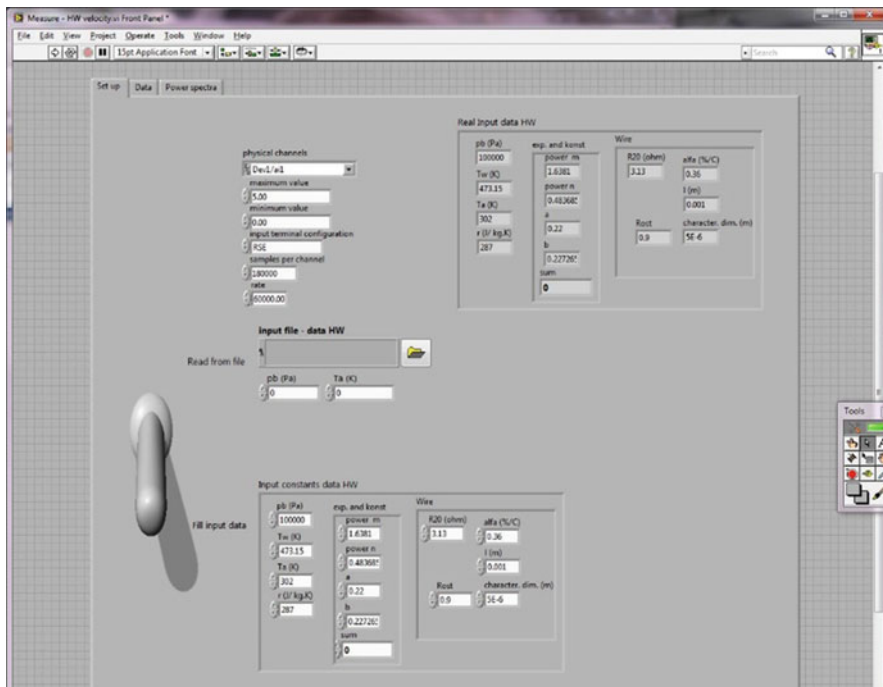 Measure - HW velocity.vi Front Panel *
File Edit View Project Operate Tools Window Help
15pt Application Font
Search
Set up Data Power spectra
physical channels
Dev1/ai1
maximum value
5.00
minimum value
0.00
input terminal configuration
RSE
samples per channel
180000
rate
60000.00
Real Input data HW
pb (Pa)
100000
Tw (K)
473.15
Ta (K)
302
r (J/ kg.K)
287
exp. and konst
power m
1.6381
power n
0.483685
a
0.22
b
0.227265
sum
0
Wire
R20 (ohm)
3.13
alfa (%/C)
0.36
l (m)
0.001
Rost
0.9
character. dim. (m)
5E-6
Read from file
input file - data HW
pb (Pa)
0
Ta (K)
0
Tools
Fill input data
Input constants data HW
pb (Pa)
100000
Tw (K)
473.15
Ta (K)
302
r (J/ kg.K)
287
exp. and konst
power m
1.6381
power n
0.483685
a
0.22
b
0.227265
sum
0
Wire
R20 (ohm)
3.13
alfa (%/C)
0.36
l (m)
0.001
Rost
0.9
character. dim. (m)
5E-6